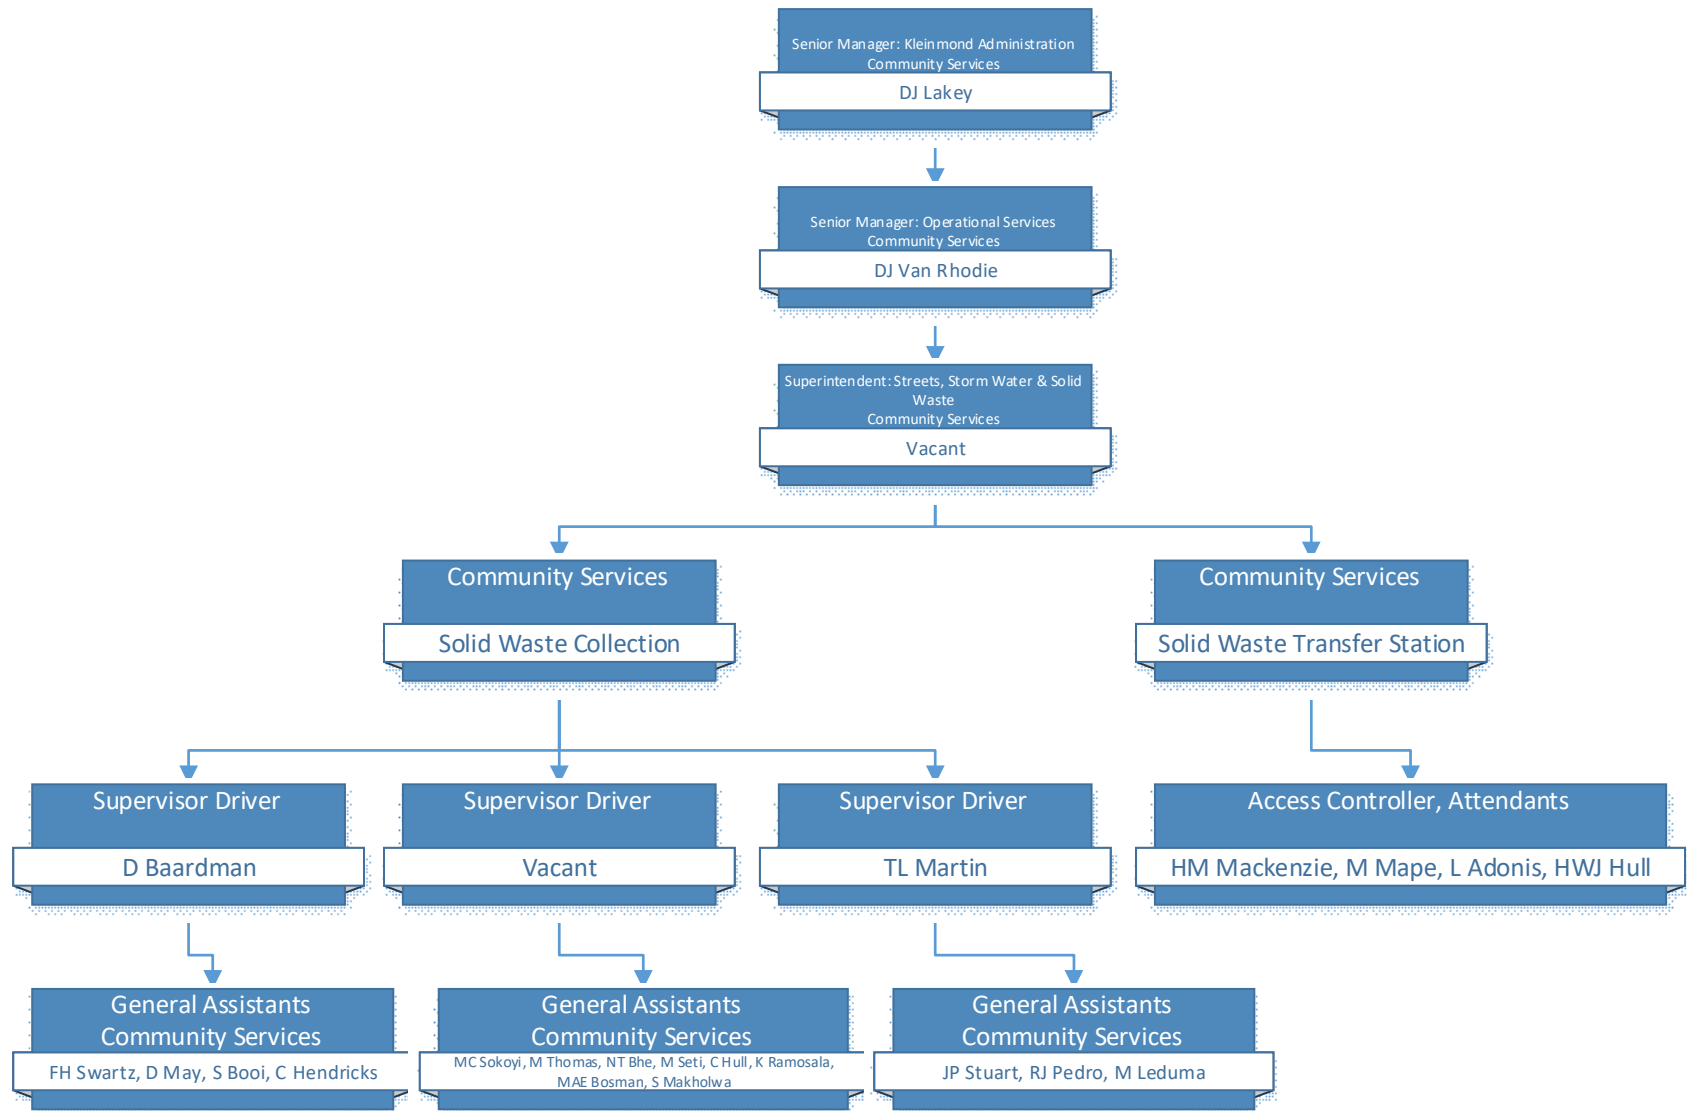 Senior Manager: Kleinmond Administration
Community Services
DJ Lakey
Senior Manager: Operational Services
Community Services
DJ Van Rhodie
Superintendent: Streets, Storm Water & Solid
Waste
Community Services
Vacant
Community Services
Solid Waste Collection
Community Services
Solid Waste Transfer Station
Supervisor Driver
D Baardman
Supervisor Driver
Vacant
Supervisor Driver
TL Martin
Access Controller, Attendants
HM Mackenzie, M Mape, L Adonis, HWJ Hull
General Assistants
Community Services
FH Swartz, D May, S Booi, C Hendricks
General Assistants
Community Services
MC Sokoyi, M Thomas, NT Bhe, M Seti, C Hull, K Ramosala,
MAE Bosman, S Makholwa
General Assistants
Community Services
JP Stuart, RJ Pedro, M Leduma